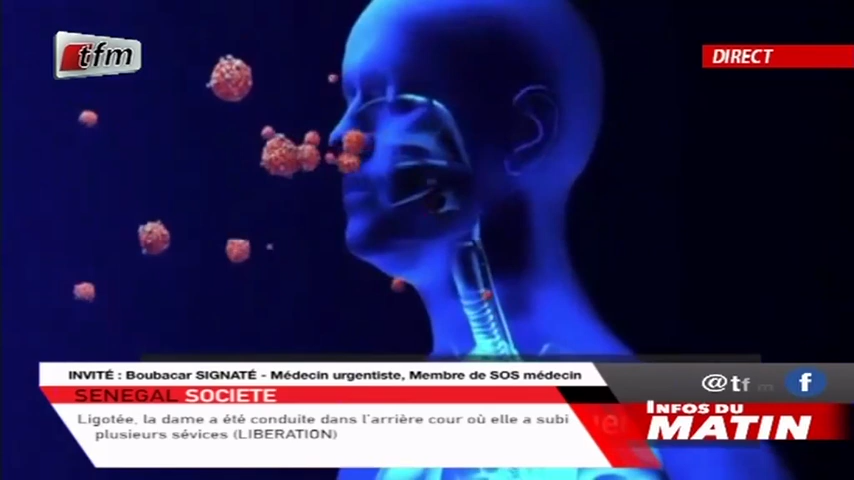 tfm
DIRECT
INVITÉ : Boubacar SIGNATÉ - Médecin urgentiste, Membre de SOS médecin
SENEGAL SOCIETE
Ligotée, la dame a été conduite dans l'arrière cour où elle a subi
plusieurs sévices (LIBERATION)
@tfm
INFOS DU
MATIN